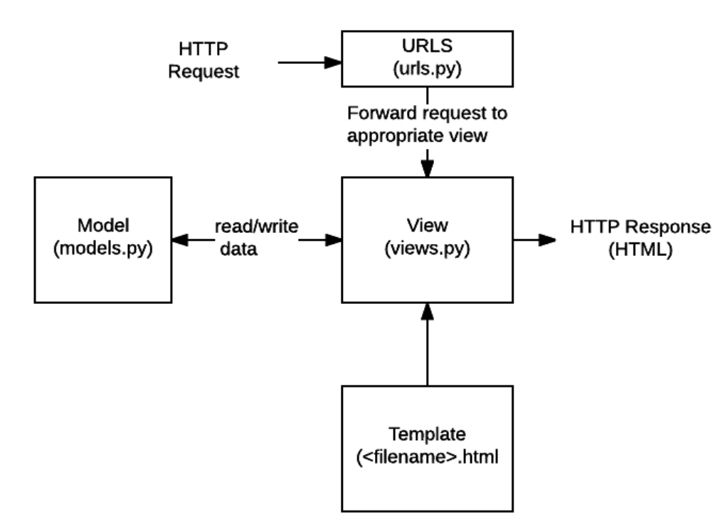 HTTP
Request
URLS
(urls.py)
Forward request to
appropriate view
Model
(models.py)
read/write
data
View
(views.py)
HTTP Response
(HTML)
Template
(<filename>.html